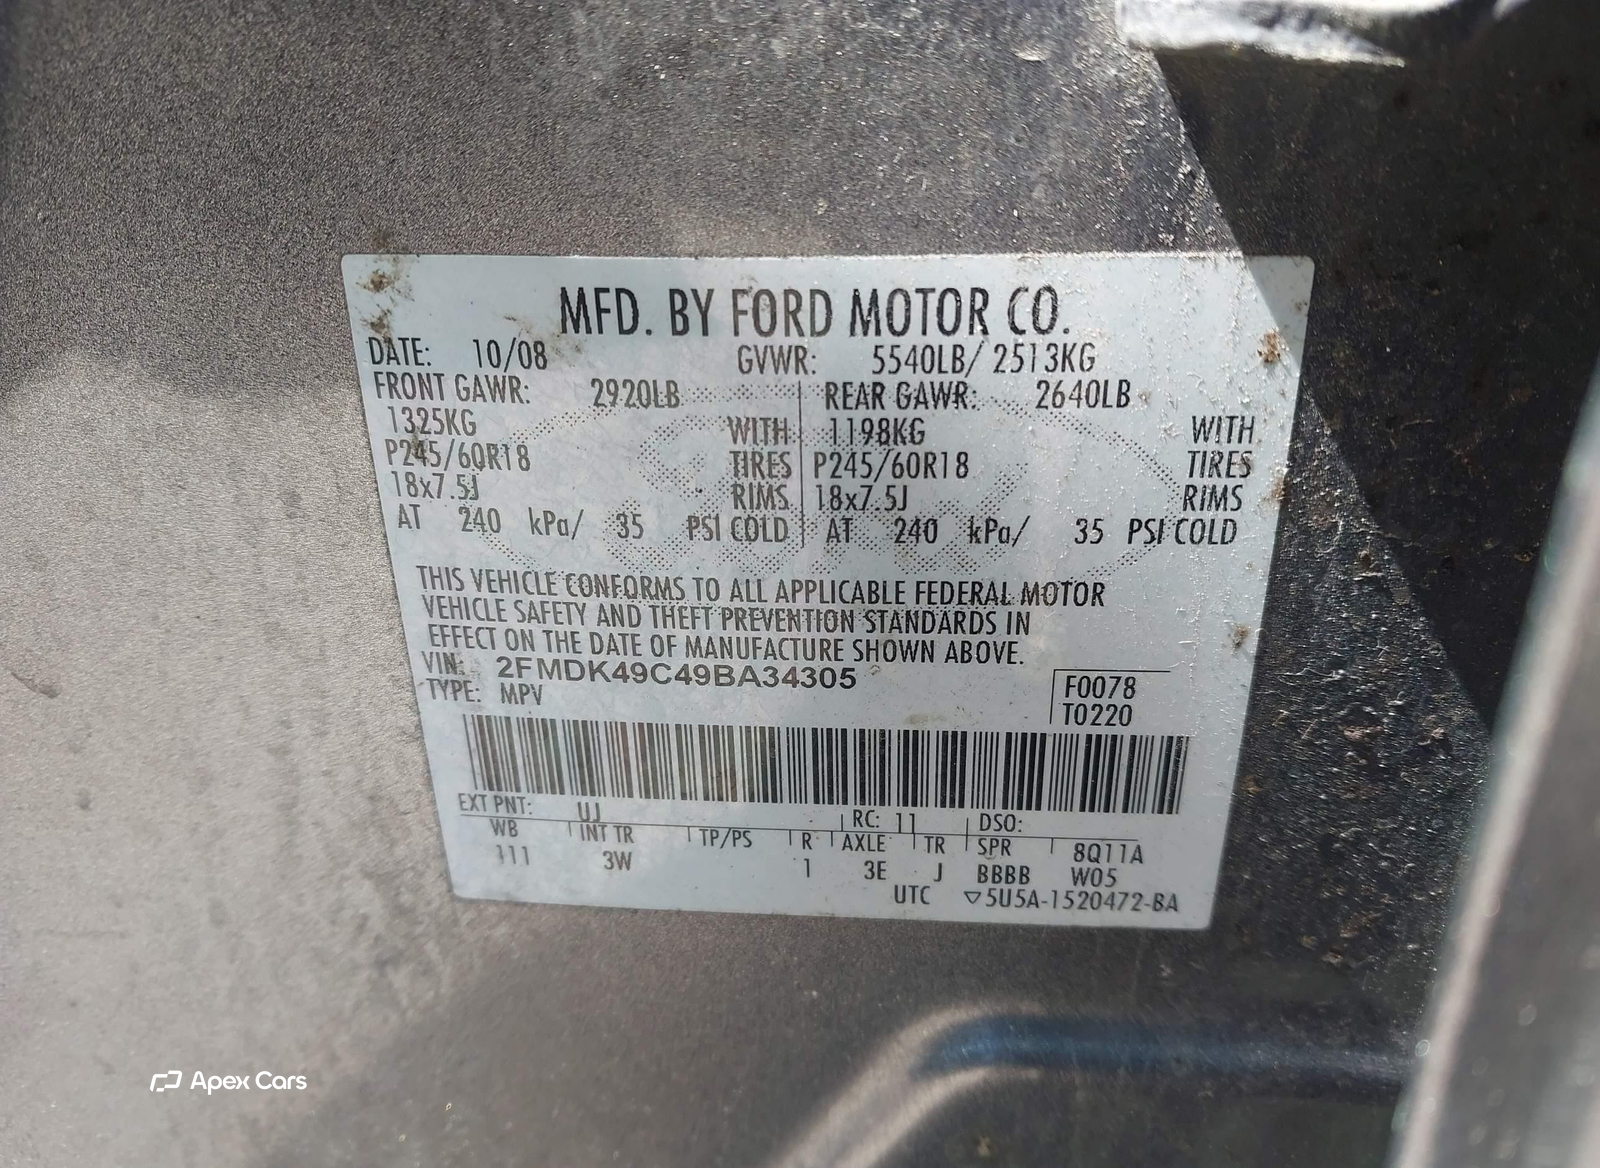 MFD. BY FORD MOTOR CO.
DATE: 10/08 GVWR: 5540LB/ 2513KG
FRONT GAWR: 2920LB REAR GAWR: 2640LB
1325KG WITH 1198KG WITH
P245/60R18 TIRES P245/60R18 TIRES
18x7.5J RIMS 18x7.5J RIMS
AT 240 kPa/ 35 PSI COLD AT 240 kPa/ 35 PSI COLD
THIS VEHICLE CONFORMS TO ALL APPLICABLE FEDERAL MOTOR
VEHICLE SAFETY AND THEFT PREVENTION STANDARDS IN
EFFECT ON THE DATE OF MANUFACTURE SHOWN ABOVE.
VIN: 2FMDK49C49BA34305 F0078
TYPE: MPV T0220
EXT PNT: UJ RC: 11 DSO:
WB INT TR TP/PS R AXLE TR SPR 8Q11A
111 3W 1 3E J BBBB W05
UTC ▽5U5A-1520472-BA
Apex Cars